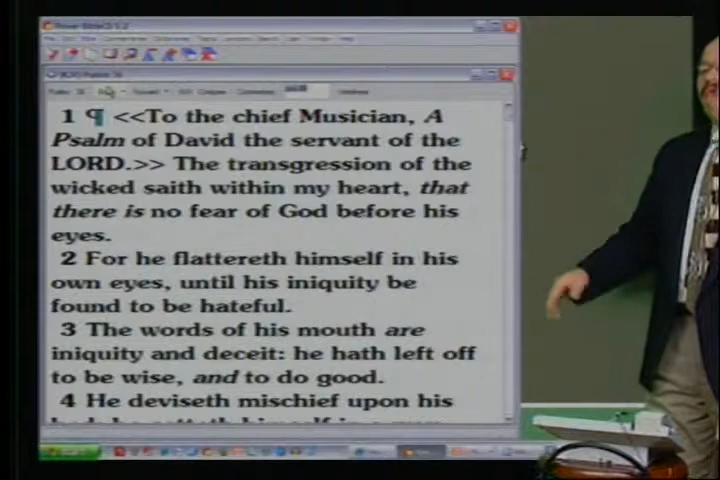 1 ¶ <<To the chief Musician, A
Psalm of David the servant of the
LORD.>> The transgression of the
wicked saith within my heart, that
there is no fear of God before his
eyes.
2 For he flattereth himself in his
own eyes, until his iniquity be
found to be hateful.
3 The words of his mouth are
iniquity and deceit: he hath left off
to be wise, and to do good.
4 He deviseth mischief upon his